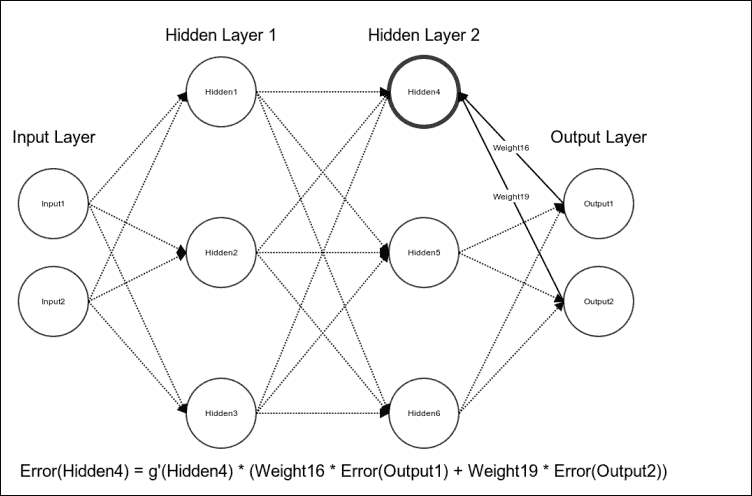 Hidden Layer 1
Hidden Layer 2
Hidden1
Hidden4
Input Layer
Output Layer
Weight16
Weight19
Input1
Output1
Hidden2
Hidden5
Input2
Output2
Hidden3
Hidden6
Error(Hidden4) = g'(Hidden4) * (Weight16 * Error(Output1) + Weight19 * Error(Output2))